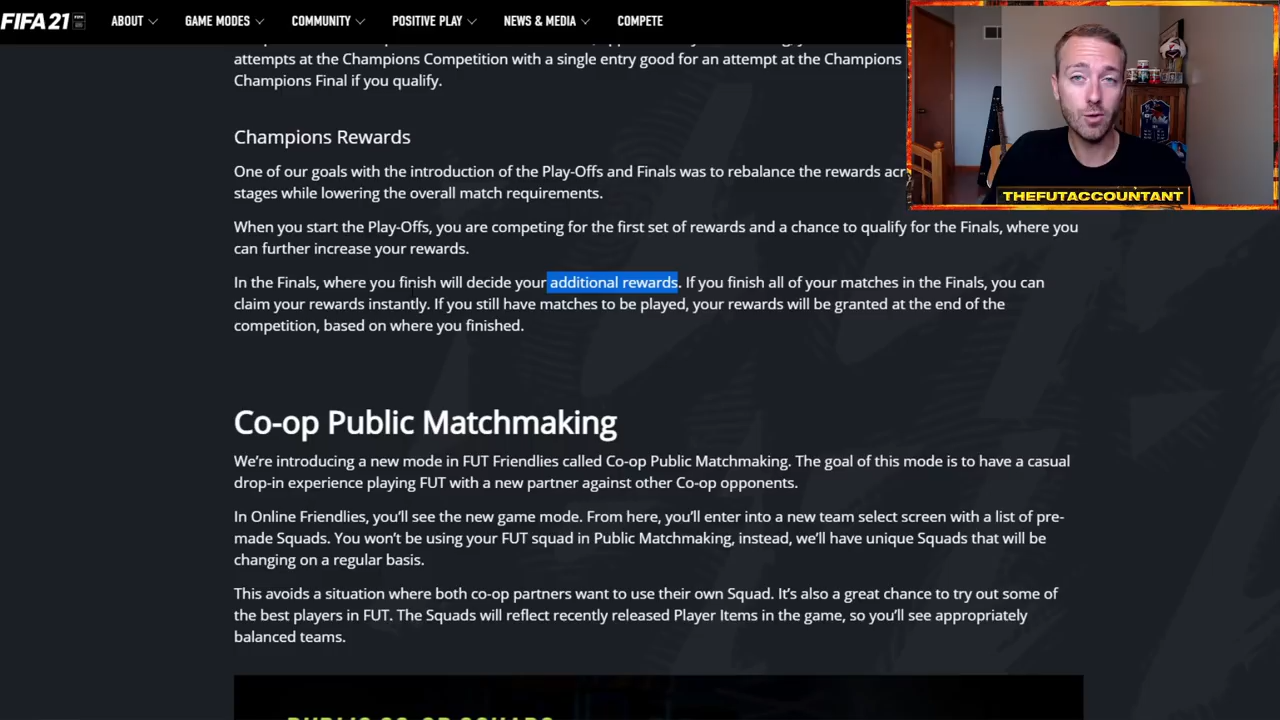 FIFA 21
ABOUT
GAME MODES
COMMUNITY
POSITIVE PLAY
NEWS & MEDIA
COMPETE
attempts at the Champions Competition with a single entry good for an attempt at the Champions
Champions Final if you qualify.
Champions Rewards
One of our goals with the introduction of the Play-Offs and Finals was to rebalance the rewards
stages while lowering the overall match requirements.
When you start the Play-Offs, you are competing for the first set of rewards and a chance to qualify for the Finals, where you
can further increase your rewards.
In the Finals, where you finish will decide your additional rewards. If you finish all of your matches in the Finals, you can
claim your rewards instantly. If you still have matches to be played, your rewards will be granted at the end of the
competition, based on where you finished.
THEFUTACCOUNTANT
Co-op Public Matchmaking
We're introducing a new mode in FUT Friendlies called Co-op Public Matchmaking. The goal of this mode is to have a casual
drop-in experience playing FUT with a new partner against other Co-op opponents.
In Online Friendlies, you'll see the new game mode. From here, you'll enter into a new team select screen with a list of pre-
made Squads. You won't be using your FUT squad in Public Matchmaking, instead, we'll have unique Squads that will be
changing on a regular basis.
This avoids a situation where both co-op partners want to use their own Squad. It's also a great chance to try out some of
the best players in FUT. The Squads will reflect recently released Player Items in the game, so you'll see appropriately
balanced teams.
PUBLIC CO-OP SQUADS